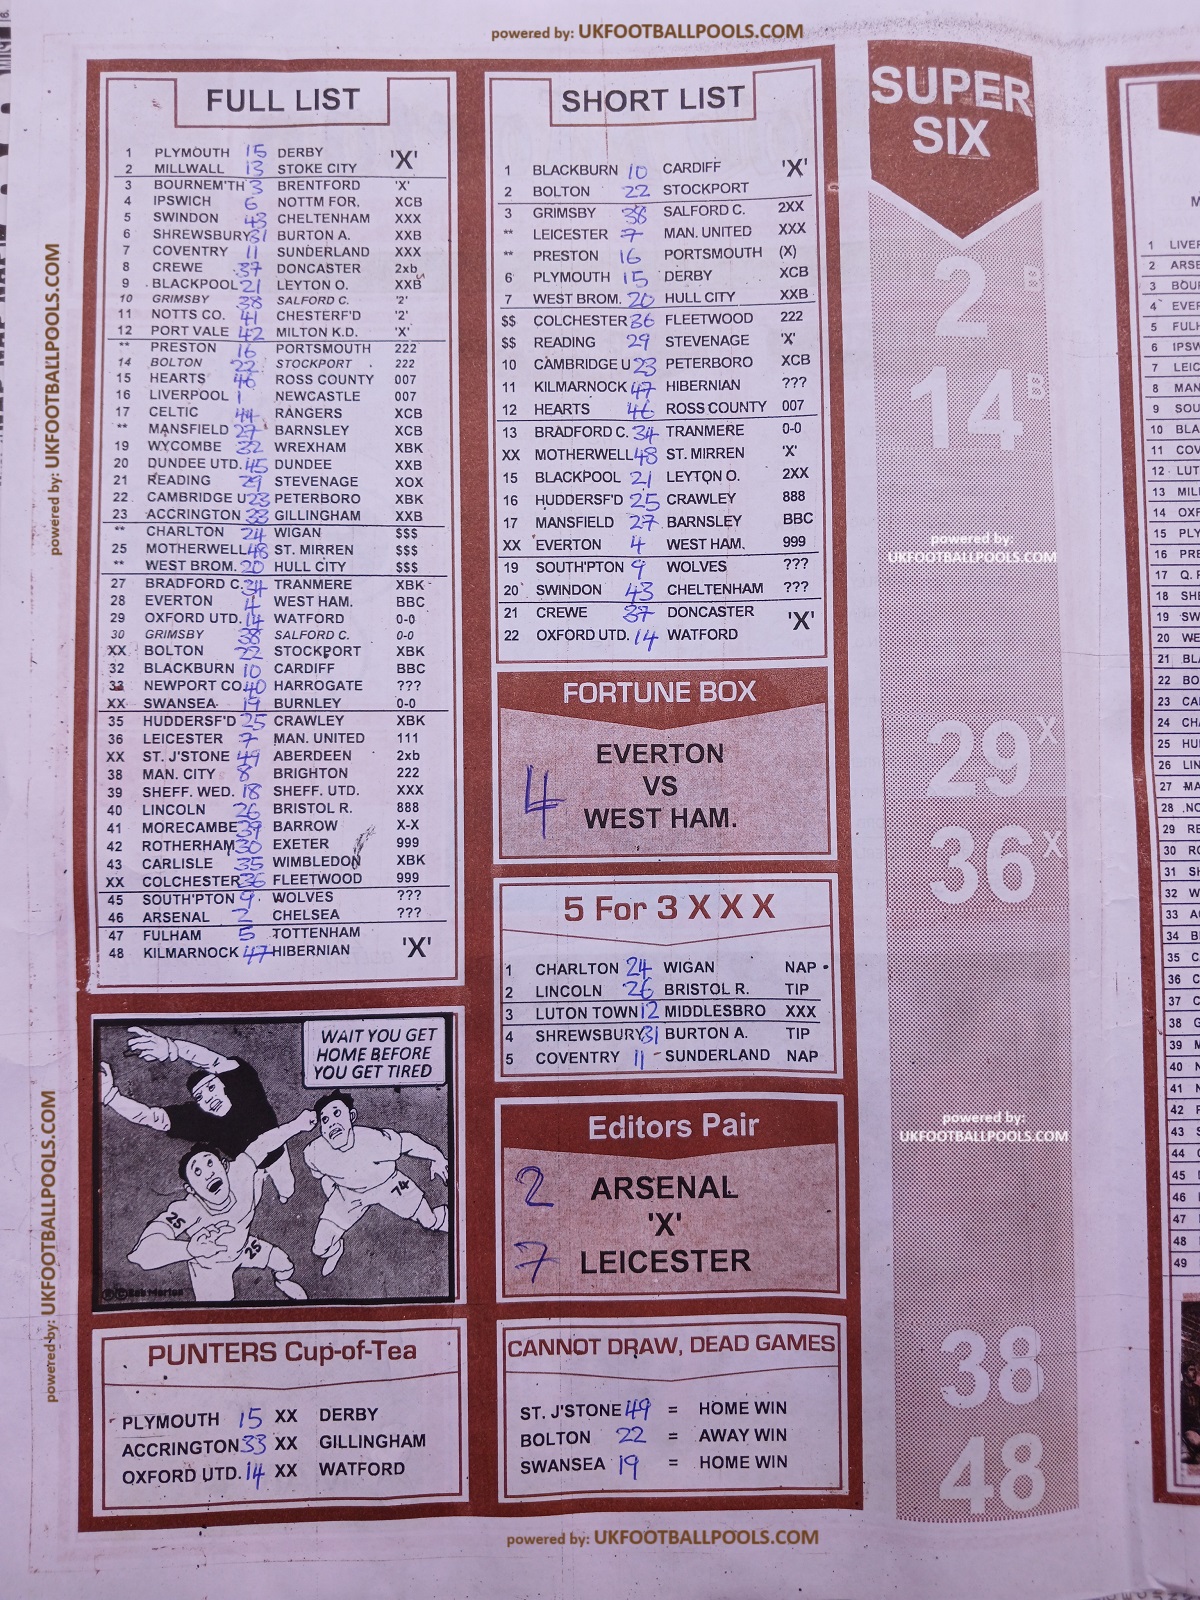 powered by: UKFOOTBALLPOOLS.COM
FULL LIST
1 PLYMOUTH 15 DERBY 'X'
2 MILLWALL 13 STOKE CITY
3 BOURNEM'TH 3 BRENTFORD 'X'
4 IPSWICH 6 NOTTM FOR. XCB
5 SWINDON 43 CHELTENHAM XXX
6 SHREWSBURY 31 BURTON A. XXB
7 COVENTRY 11 SUNDERLAND XXX
8 CREWE 37 DONCASTER 2xb
9 BLACKPOOL 21 LEYTON O. XXB
10 GRIMSBY 38 SALFORD C. '2'
11 NOTTS CO. 41 CHESTERF'D '2'
12 PORT VALE 42 MILTON K.D. 'X'
** PRESTON 16 PORTSMOUTH 222
14 BOLTON 22 STOCKPORT 222
15 HEARTS 46 ROSS COUNTY 007
16 LIVERPOOL 1 NEWCASTLE 007
17 CELTIC 44 RANGERS XCB
** MANSFIELD 27 BARNSLEY XCB
19 WYCOMBE 32 WREXHAM XBK
20 DUNDEE UTD. 45 DUNDEE XXB
21 READING 29 STEVENAGE XOX
22 CAMBRIDGE U 23 PETERBORO XBK
23 ACCRINGTON 33 GILLINGHAM XXB
** CHARLTON 24 WIGAN $$$
25 MOTHERWELL 48 ST. MIRREN $$$
** WEST BROM. 20 HULL CITY $$$
27 BRADFORD C. 34 TRANMERE XBK
28 EVERTON 4 WEST HAM. BBC
29 OXFORD UTD. 14 WATFORD 0-0
30 GRIMSBY 38 SALFORD C. 0-0
XX BOLTON 22 STOCKPORT XBK
32 BLACKBURN 10 CARDIFF BBC
33 NEWPORT CO. 40 HARROGATE ???
XX SWANSEA 19 BURNLEY 0-0
35 HUDDERSF'D 25 CRAWLEY XBK
36 LEICESTER 7 MAN. UNITED 111
XX ST. J'STONE 49 ABERDEEN 2xb
38 MAN. CITY 8 BRIGHTON 222
39 SHEFF. WED. 18 SHEFF. UTD. XXX
40 LINCOLN 26 BRISTOL R. 888
41 MORECAMBE 39 BARROW X-X
42 ROTHERHAM 30 EXETER 999
43 CARLISLE 35 WIMBLEDON XBK
XX COLCHESTER 36 FLEETWOOD 999
45 SOUTH'PTON 9 WOLVES ???
46 ARSENAL 2 CHELSEA ???
47 FULHAM 5 TOTTENHAM 'X'
48 KILMARNOCK 47 HIBERNIAN
WAIT YOU GET
HOME BEFORE
YOU GET TIRED
25
25
74
PUNTERS Cup-of-Tea
PLYMOUTH 15 XX DERBY
ACCRINGTON 33 XX GILLINGHAM
OXFORD UTD. 14 XX WATFORD
SHORT LIST
1 BLACKBURN 10 CARDIFF 'X'
2 BOLTON 22 STOCKPORT
3 GRIMSBY 38 SALFORD C. 2XX
** LEICESTER 7 MAN. UNITED XXX
** PRESTON 16 PORTSMOUTH (X)
6 PLYMOUTH 15 DERBY XCB
7 WEST BROM. 20 HULL CITY XXB
$$ COLCHESTER 36 FLEETWOOD 222
$$ READING 29 STEVENAGE 'X'
10 CAMBRIDGE U 23 PETERBORO XCB
11 KILMARNOCK 47 HIBERNIAN ???
12 HEARTS 46 ROSS COUNTY 007
13 BRADFORD C. 34 TRANMERE 0-0
XX MOTHERWELL 48 ST. MIRREN 'X'
15 BLACKPOOL 21 LEYTON O. 2XX
16 HUDDERSF'D 25 CRAWLEY 888
17 MANSFIELD 27 BARNSLEY BBC
XX EVERTON 4 WEST HAM. 999
19 SOUTH'PTON 9 WOLVES ???
20 SWINDON 43 CHELTENHAM ???
21 CREWE 37 DONCASTER 'X'
22 OXFORD UTD. 14 WATFORD
FORTUNE BOX
EVERTON
4 VS
WEST HAM.
5 For 3 X X X
1 CHARLTON 24 WIGAN NAP
2 LINCOLN 26 BRISTOL R. TIP
3 LUTON TOWN 12 MIDDLESBRO XXX
4 SHREWSBURY 31 BURTON A. TIP
5 COVENTRY 11 SUNDERLAND NAP
Editors Pair
2 ARSENAL
'X'
7 LEICESTER
CANNOT DRAW, DEAD GAMES
ST. J'STONE 49 = HOME WIN
BOLTON 22 = AWAY WIN
SWANSEA 19 = HOME WIN
SUPER
SIX
2 B
14 B
powered by:
UKFOOTBALLPOOLS.COM
29 X
36 X
powered by:
UKFOOTBALLPOOLS.COM
38
48
powered by: UKFOOTBALLPOOLS.COM
powered by: UKFOOTBALLPOOLS.COM
powered by: UKFOOTBALLPOOLS.COM